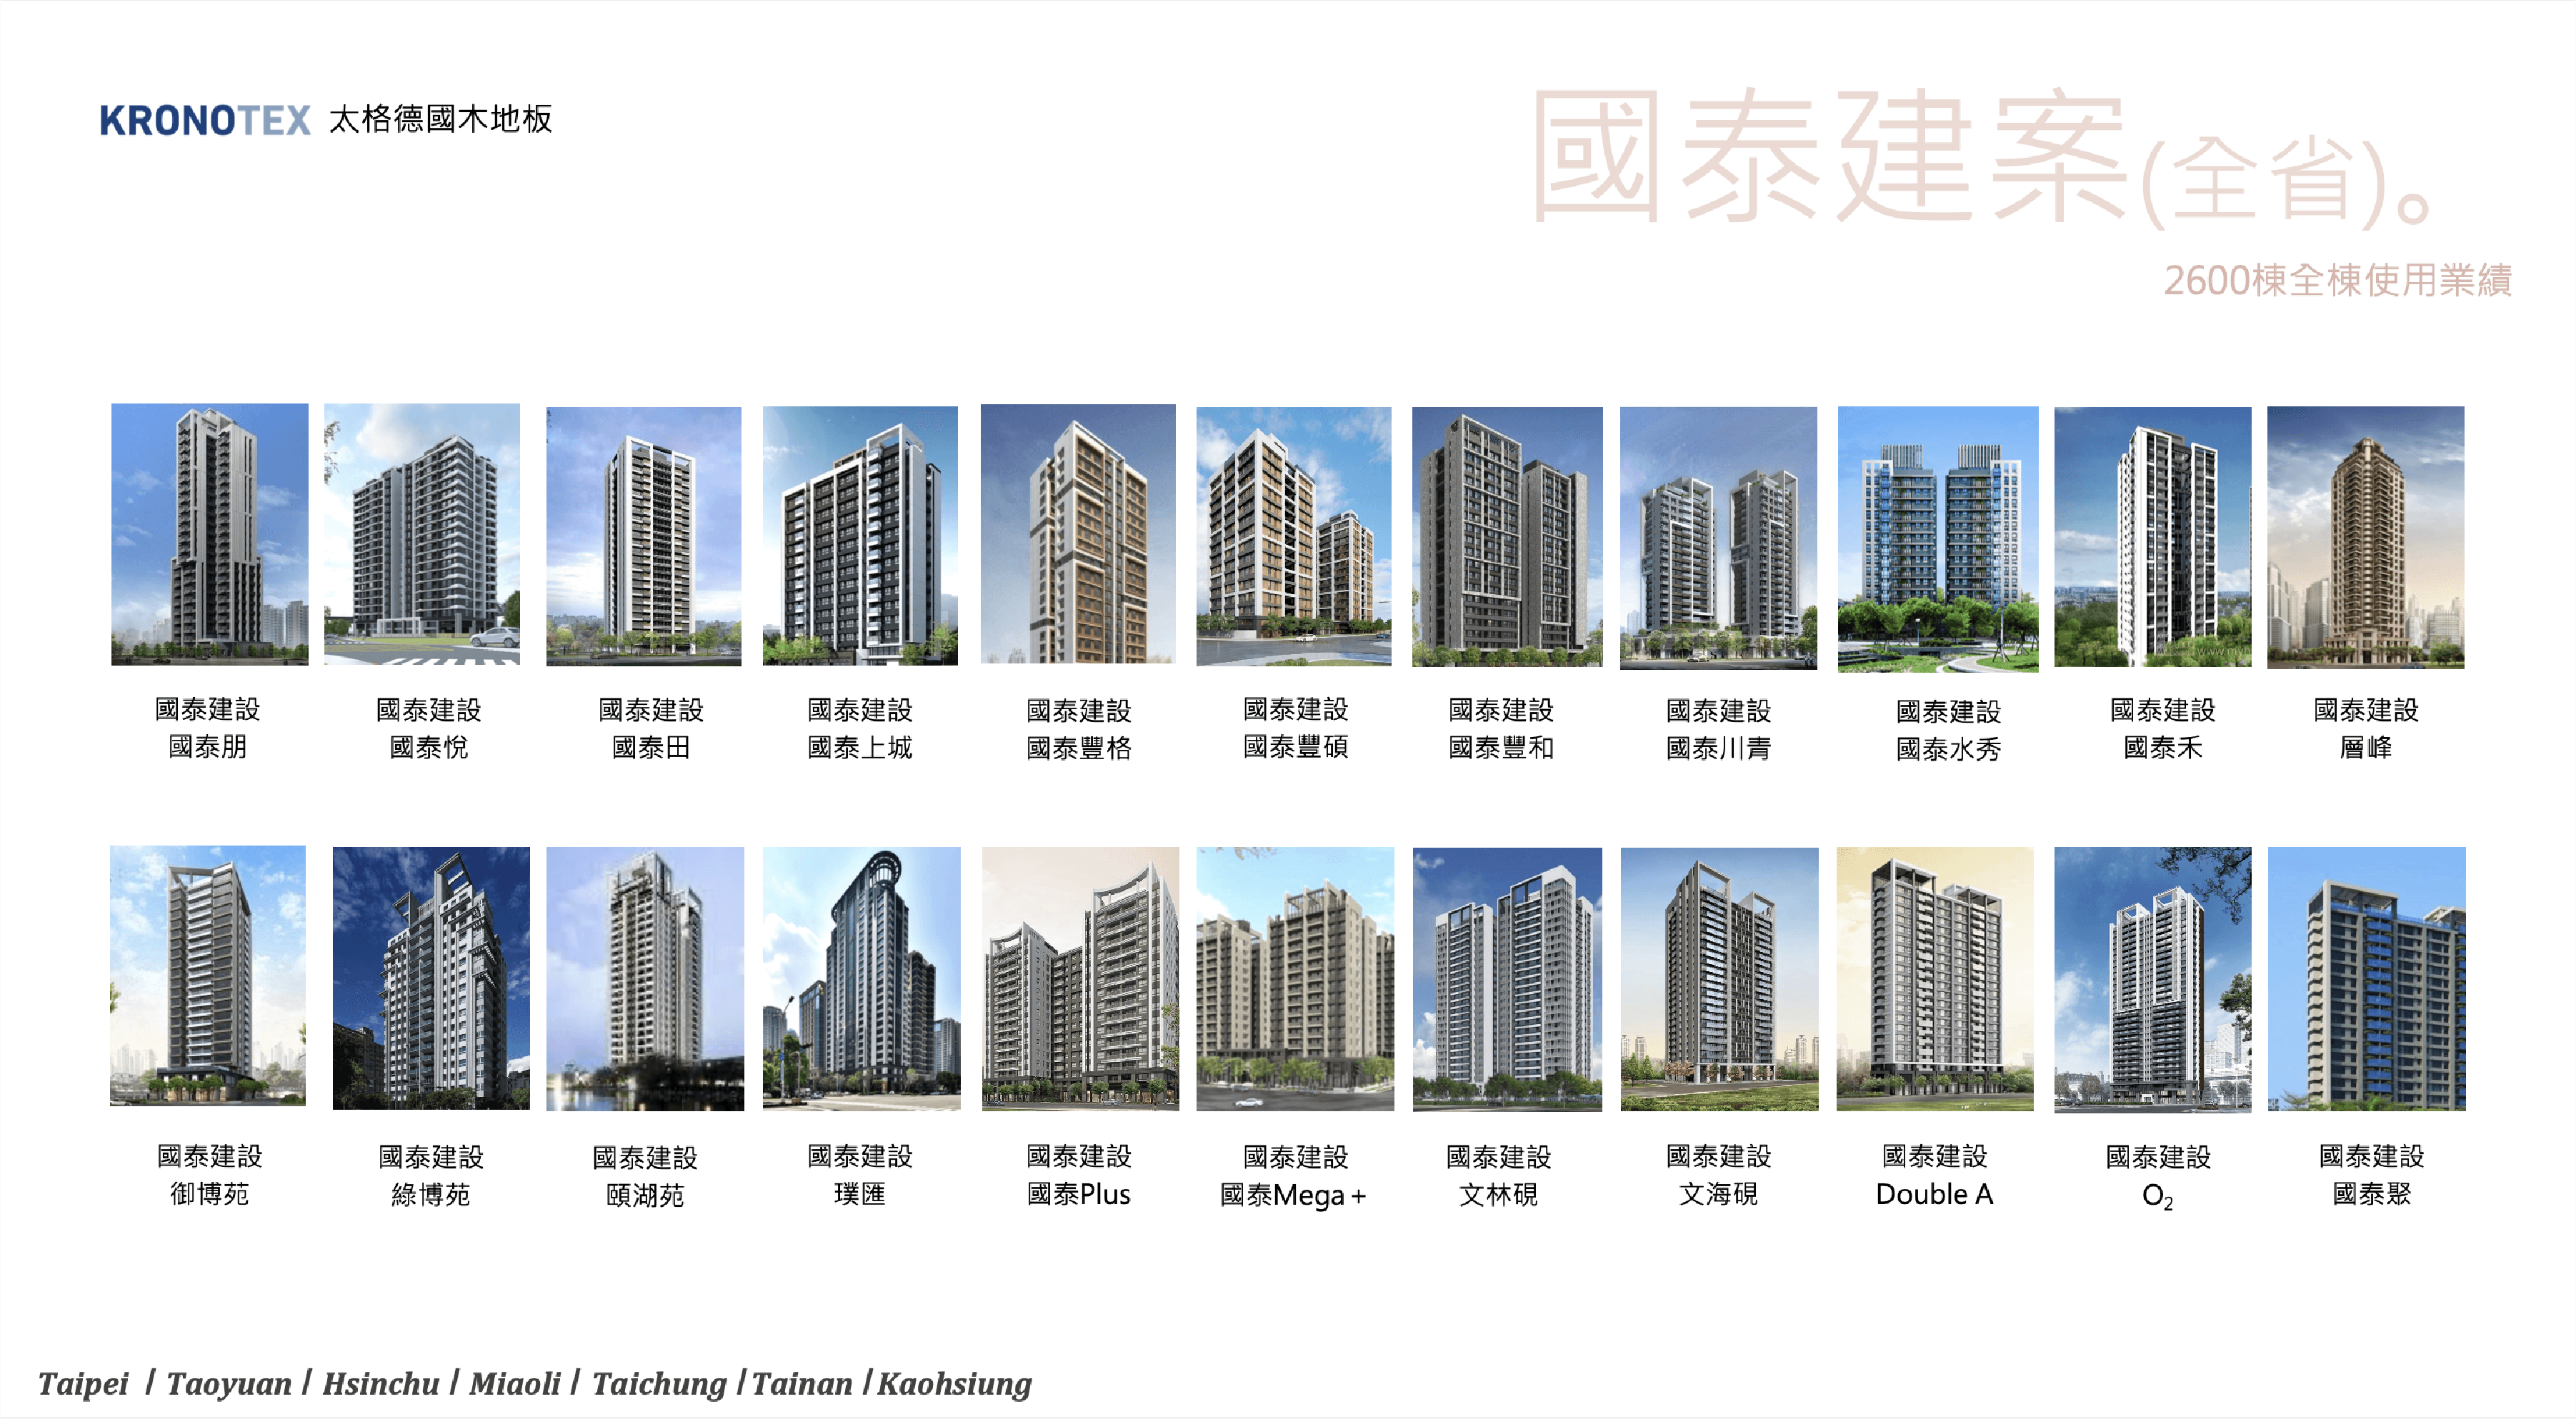 KRONOTEX 太格德國木地板
國泰建案(全省)。
2600棟全棟使用業績
國泰建設
國泰朋
國泰建設
國泰悅
國泰建設
國泰田
國泰建設
國泰上城
國泰建設
國泰豐格
國泰建設
國泰豐碩
國泰建設
國泰豐和
國泰建設
國泰川青
國泰建設
國泰水秀
國泰建設
國泰禾
國泰建設
層峰
國泰建設
御博苑
國泰建設
綠博苑
國泰建設
頤湖苑
國泰建設
璞匯
國泰建設
國泰Plus
國泰建設
國泰Mega+
國泰建設
文林硯
國泰建設
文海硯
國泰建設
Double A
國泰建設
O₂
國泰建設
國泰聚
Taipei / Taoyuan / Hsinchu / Miaoli / Taichung / Tainan / Kaohsiung